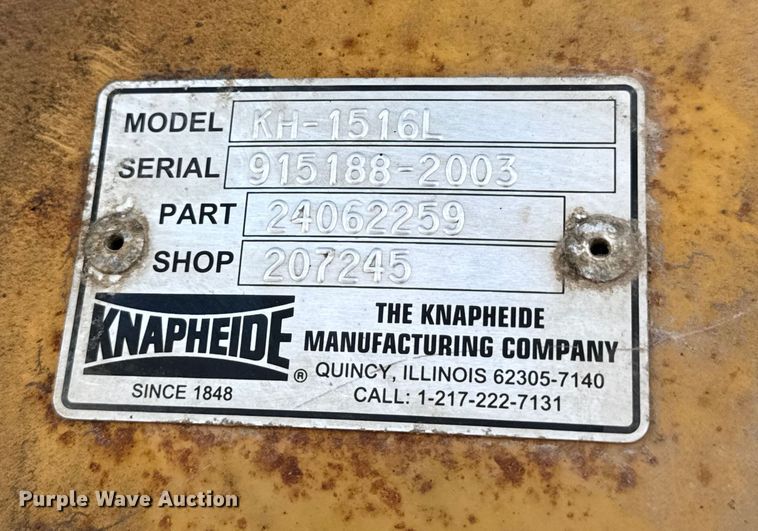 MODEL KH-1516L
SERIAL 915188-2003
PART 24062259
SHOP 207245
KNAPHEIDE ®
SINCE 1848
THE KNAPHEIDE
MANUFACTURING COMPANY
QUINCY, ILLINOIS 62305-7140
CALL: 1-217-222-7131
Purple Wave Auction